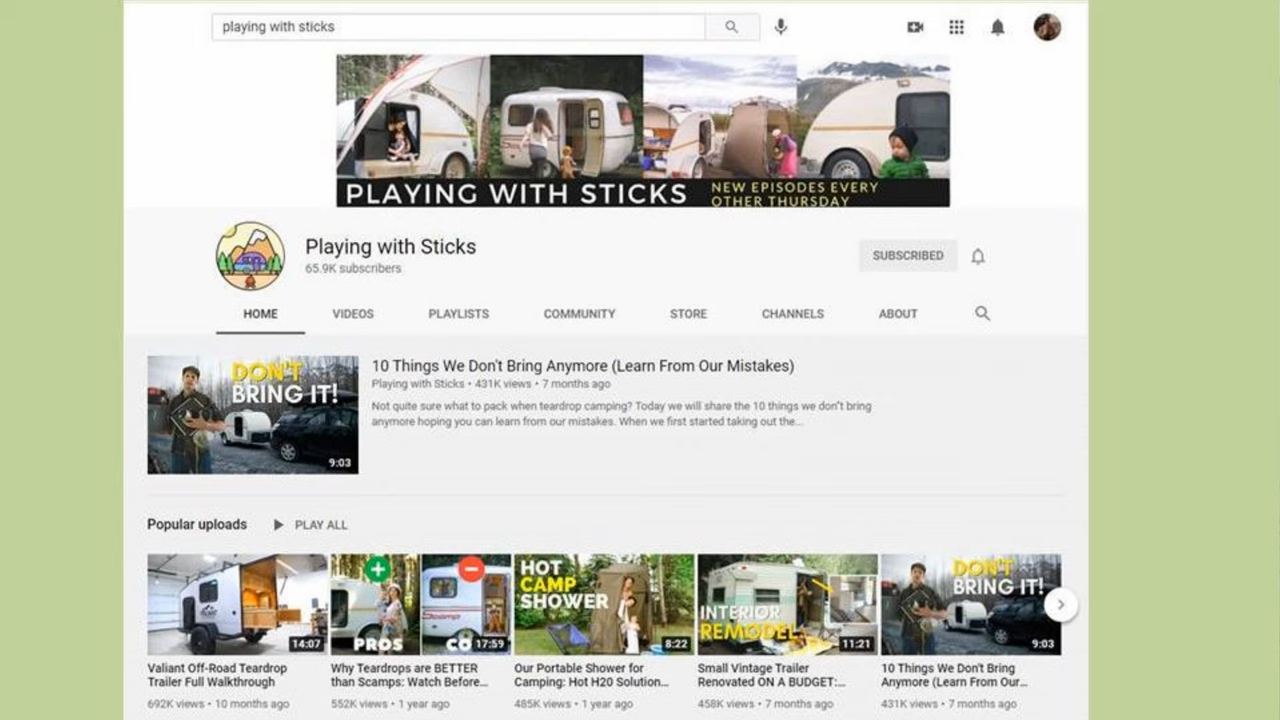 playing with sticks
PLAYING WITH STICKS
NEW EPISODES EVERY
OTHER THURSDAY
Playing with Sticks
65.9K subscribers
SUBSCRIBED
HOME VIDEOS PLAYLISTS COMMUNITY STORE CHANNELS ABOUT
DON'T
BRING IT!
9:03
10 Things We Don't Bring Anymore (Learn From Our Mistakes)
Playing with Sticks • 431K views • 7 months ago
Not quite sure what to pack when teardrop camping? Today we will share the 10 things we don't bring
anymore hoping you can learn from our mistakes. When we first started taking out the...
Popular uploads PLAY ALL
14:07
Valiant Off-Road Teardrop
Trailer Full Walkthrough
692K views • 10 months ago
PROS
CO
17:59
Why Teardrops are BETTER
than Scamps: Watch Before...
552K views • 1 year ago
HOT
CAMP
SHOWER
8:22
Our Portable Shower for
Camping: Hot H20 Solution...
485K views • 1 year ago
INTERIOR
REMODEL
11:21
Small Vintage Trailer
Renovated ON A BUDGET:...
458K views • 7 months ago
DON'T
BRING IT!
9:03
10 Things We Don't Bring
Anymore (Learn From Our...
431K views • 7 months ago